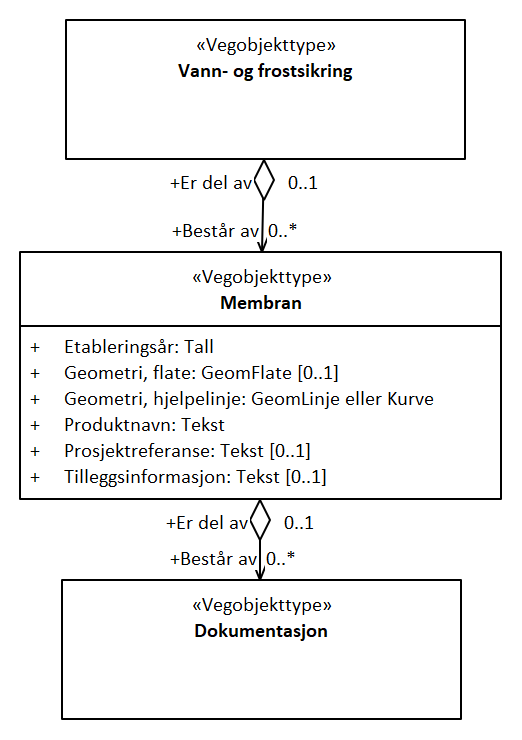 «Vegobjekttype»
Vann- og frostsikring
+Er del av 0..1
+Består av 0..*
«Vegobjekttype»
Membran
+ Etableringsår: Tall
+ Geometri, flate: GeomFlate [0..1]
+ Geometri, hjelpelinje: GeomLinje eller Kurve
+ Produktnavn: Tekst
+ Prosjektreferanse: Tekst [0..1]
+ Tilleggsinformasjon: Tekst [0..1]
+Er del av 0..1
+Består av 0..*
«Vegobjekttype»
Dokumentasjon